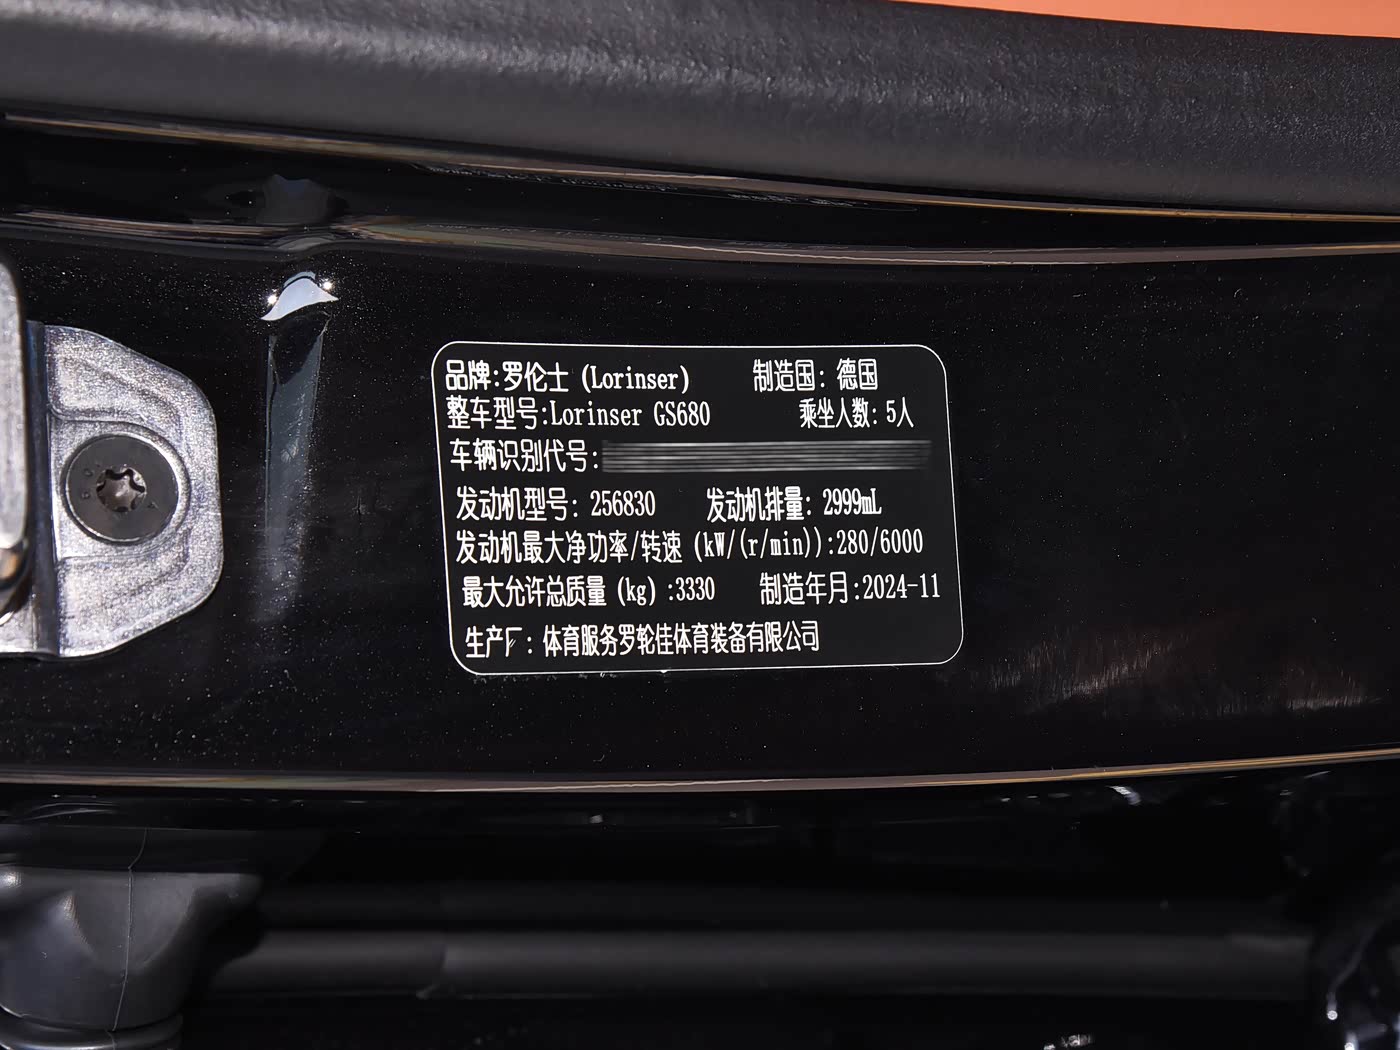 品牌:罗伦士 (Lorinser) 制造国: 德国
整车型号:Lorinser GS680 乘坐人数: 5人
车辆识别代号:
发动机型号: 256830 发动机排量: 2999mL
发动机最大净功率/转速 (kW/(r/min)):280/6000
最大允许总质量 (kg) :3330 制造年月:2024-11
生产厂: 体育服务罗轮佳体育装备有限公司